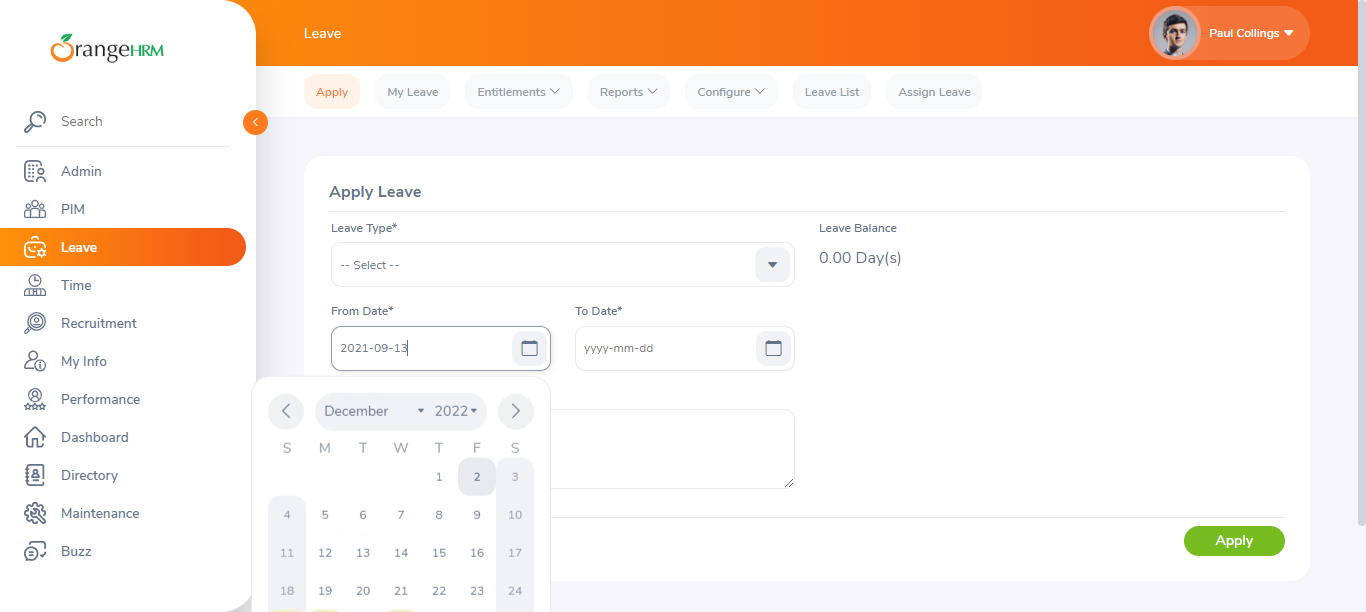 OrangeHRM
Leave
Paul Collings
Apply My Leave Entitlements Reports Configure Leave List Assign Leave
Search
Admin
PIM
Leave
Time
Recruitment
My Info
Performance
Dashboard
Directory
Maintenance
Buzz
Apply Leave
Leave Type* Leave Balance
-- Select -- 0.00 Day(s)
From Date* To Date*
2021-09-13 yyyy-mm-dd
December 2022
S M T W T F S
1 2 3
4 5 6 7 8 9 10
11 12 13 14 15 16 17
18 19 20 21 22 23 24
Apply